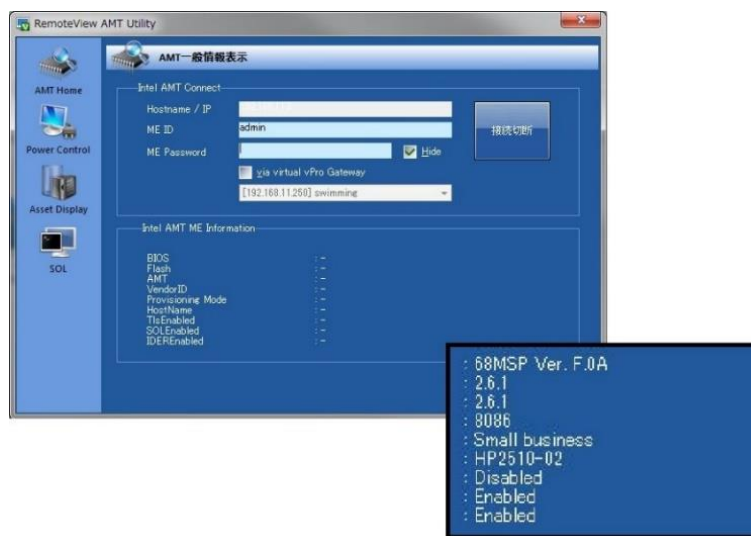 RemoteView AMT Utility
AMT一般情報表示
AMT Home
Power Control
Asset Display
SOL
Intel AMT Connect
Hostname / IP
ME ID
admin
ME Password
Hide
via virtual vPro Gateway
[192.168.11.250] swimming
接続切断
Intel AMT ME Information
BIOS : -
Flash : -
AMT : -
VendorID : -
Provisioning Mode : -
HostName : -
TlsEnabled : -
SOLEnabled : -
IDEREnabled : -
: 68MSP Ver. F.0A
: 2.6.1
: 2.6.1
: 8086
: Small business
: HP2510-02
: Disabled
: Enabled
: Enabled